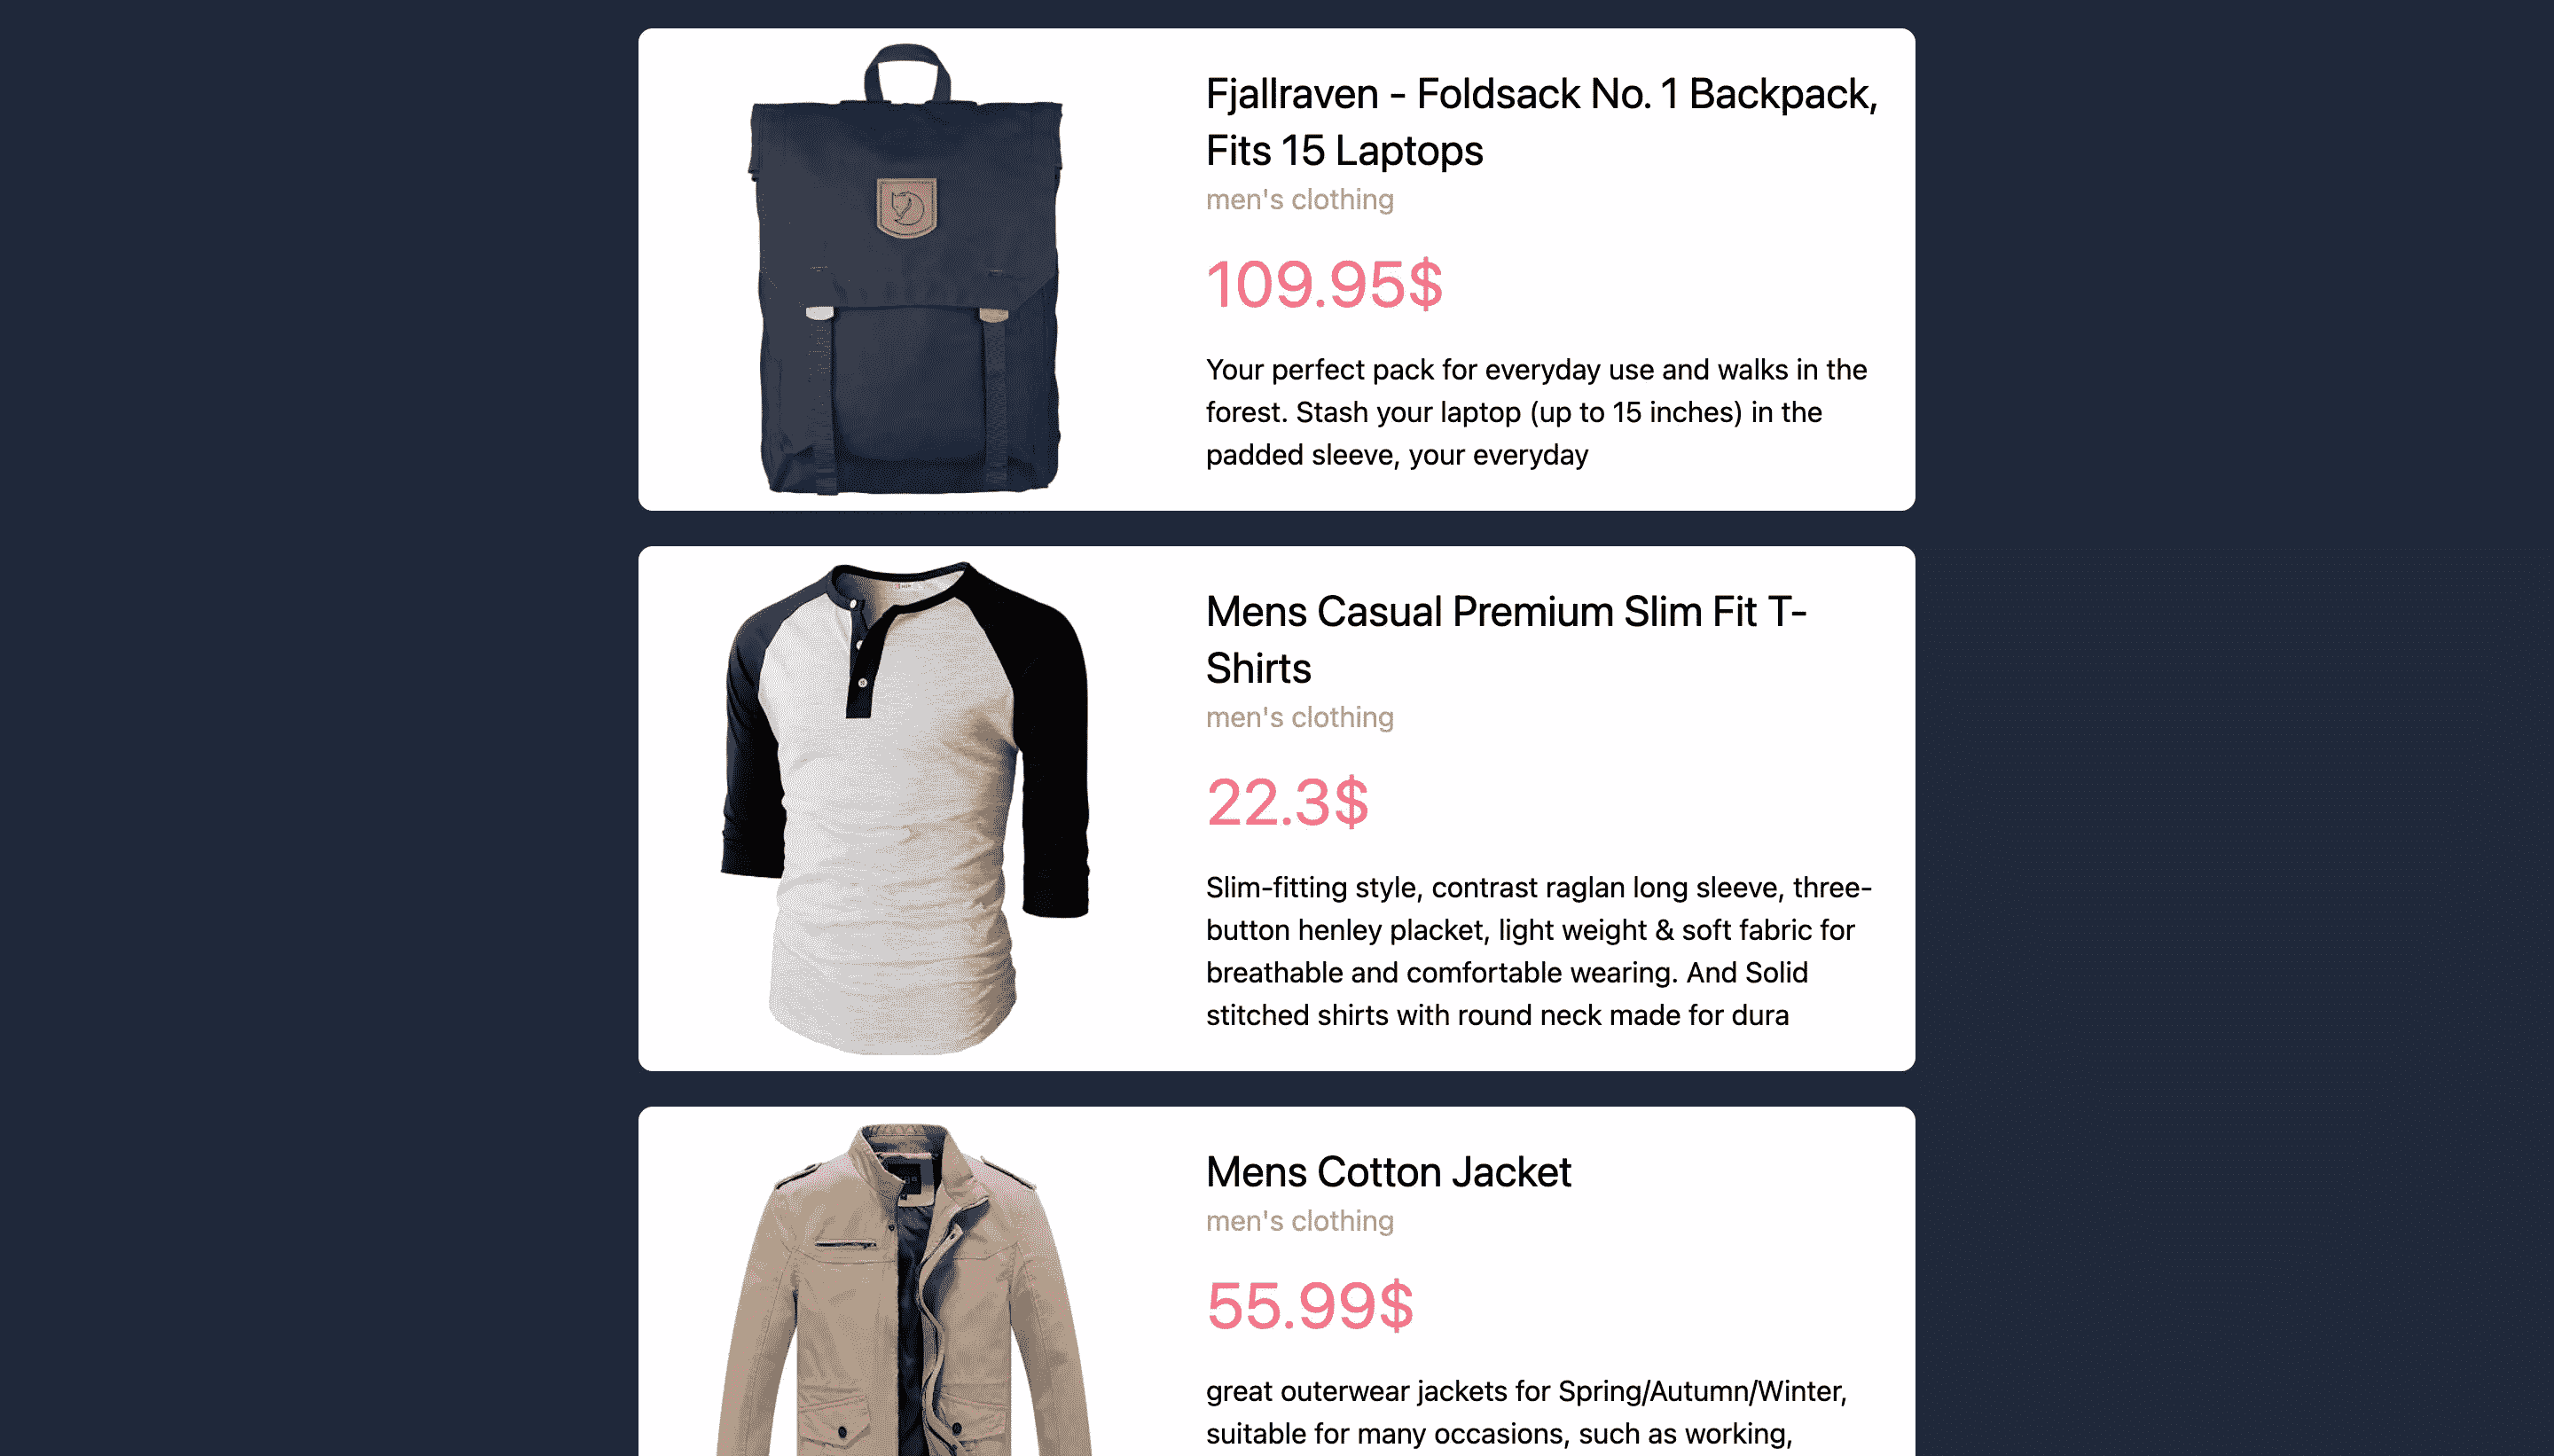 Fjallraven - Foldsack No. 1 Backpack,
Fits 15 Laptops
men's clothing
109.95$
Your perfect pack for everyday use and walks in the
forest. Stash your laptop (up to 15 inches) in the
padded sleeve, your everyday
Mens Casual Premium Slim Fit T-
Shirts
men's clothing
22.3$
Slim-fitting style, contrast raglan long sleeve, three-
button henley placket, light weight & soft fabric for
breathable and comfortable wearing. And Solid
stitched shirts with round neck made for dura
Mens Cotton Jacket
men's clothing
55.99$
great outerwear jackets for Spring/Autumn/Winter,
suitable for many occasions, such as working,